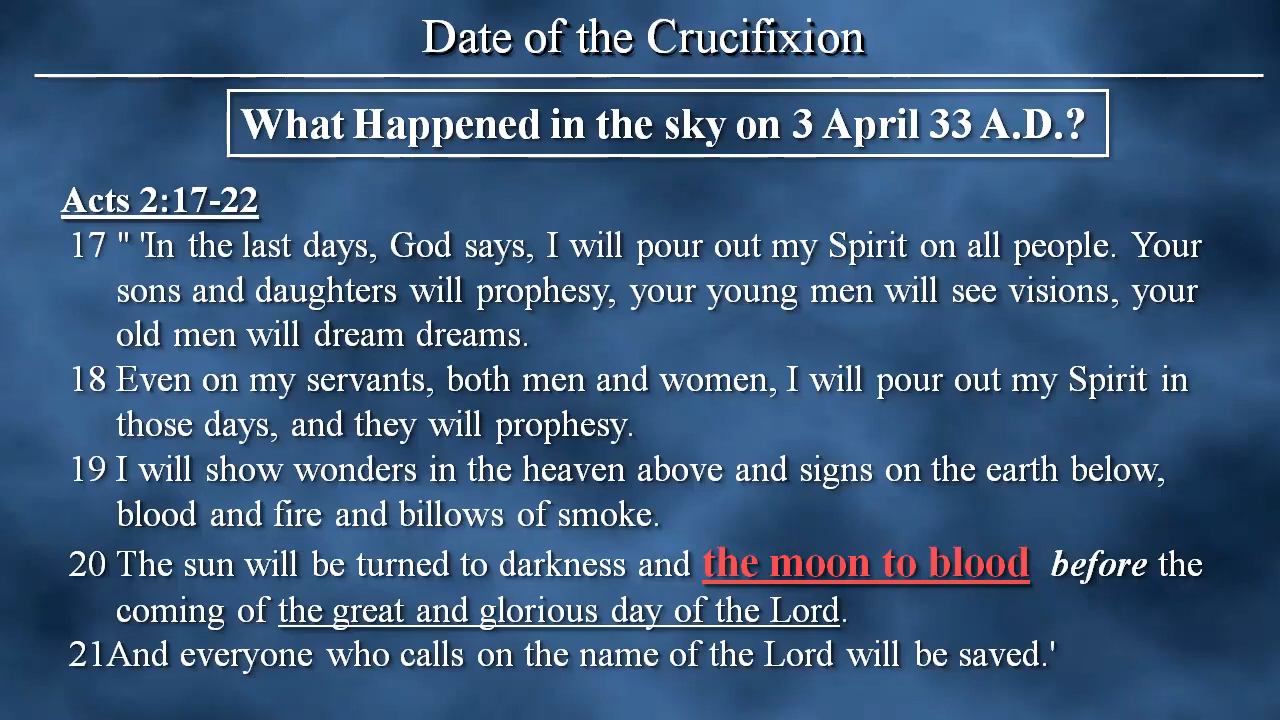 Date of the Crucifixion
What Happened in the sky on 3 April 33 A.D.?
Acts 2:17-22
17 " 'In the last days, God says, I will pour out my Spirit on all people. Your
sons and daughters will prophesy, your young men will see visions, your
old men will dream dreams.
18 Even on my servants, both men and women, I will pour out my Spirit in
those days, and they will prophesy.
19 I will show wonders in the heaven above and signs on the earth below,
blood and fire and billows of smoke.
20 The sun will be turned to darkness and the moon to blood before the
coming of the great and glorious day of the Lord.
21And everyone who calls on the name of the Lord will be saved.'